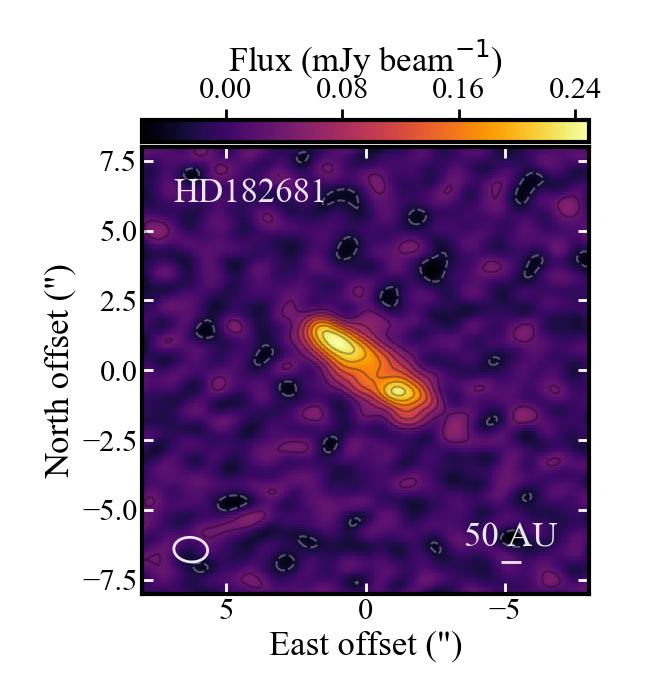 Flux (mJy beam⁻¹)
0.00 0.08 0.16 0.24
HD182681
7.5
5.0
2.5
0.0
−2.5
−5.0
−7.5
North offset (")
50 AU
5 0 −5
East offset (")